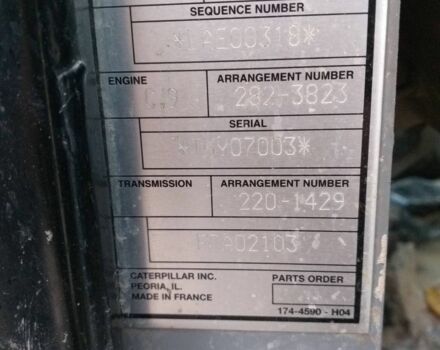 SEQUENCE NUMBER
ENGINE ARRANGEMENT NUMBER
282-3823
SERIAL
TRANSMISSION ARRANGEMENT NUMBER
220-1429
CATERPILLAR INC. PARTS ORDER
PEORIA, IL.
MADE IN FRANCE
174-4590 - H04